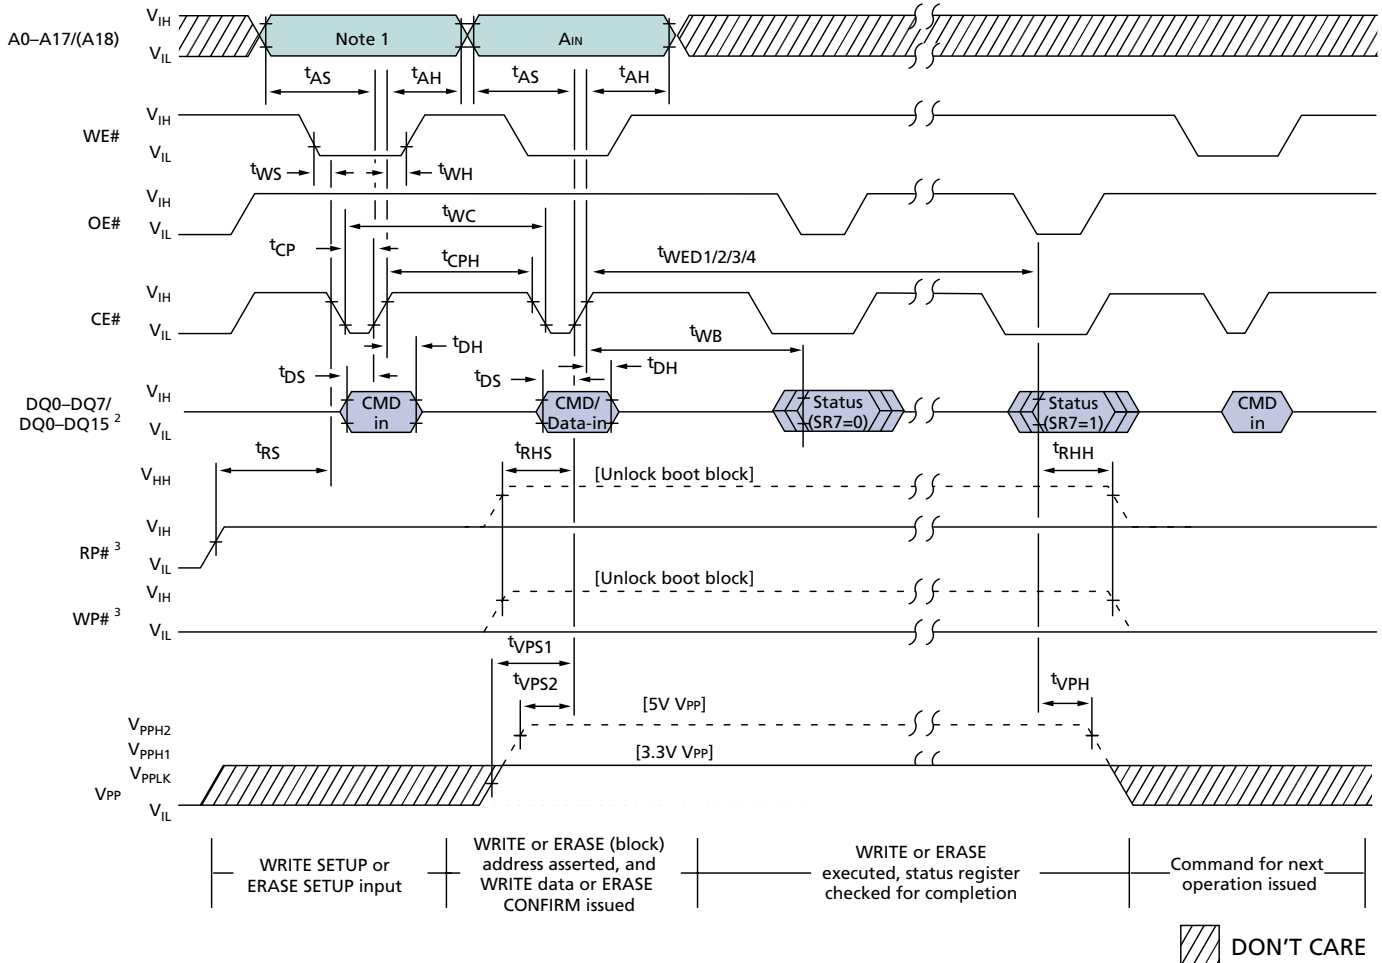 A0–A17/(A18)
VIH
VIL
Note 1
AIN
tAS
tAH
tAS
tAH
WE#
VIH
VIL
tWS
tWH
OE#
VIH
VIL
tWC
tCP
tCPH
tWED1/2/3/4
CE#
VIH
VIL
tWB
tDH
tDS
tDS
tDH
DQ0–DQ7/
DQ0–DQ15 2
VIH
VIL
CMD
in
CMD/
Data-in
Status
(SR7=0)
Status
(SR7=1)
CMD
in
tRS
tRHS
tRHH
VHH
[Unlock boot block]
VIH
RP# 3
VIL
[Unlock boot block]
VIH
WP# 3
VIL
tVPS1
tVPS2
tVPH
[5V VPP]
VPPH2
VPPH1
[3.3V VPP]
VPPLK
VPP
VIL
WRITE SETUP or
ERASE SETUP input
WRITE or ERASE (block)
address asserted, and
WRITE data or ERASE
CONFIRM issued
WRITE or ERASE
executed, status register
checked for completion
Command for next
operation issued
DON'T CARE